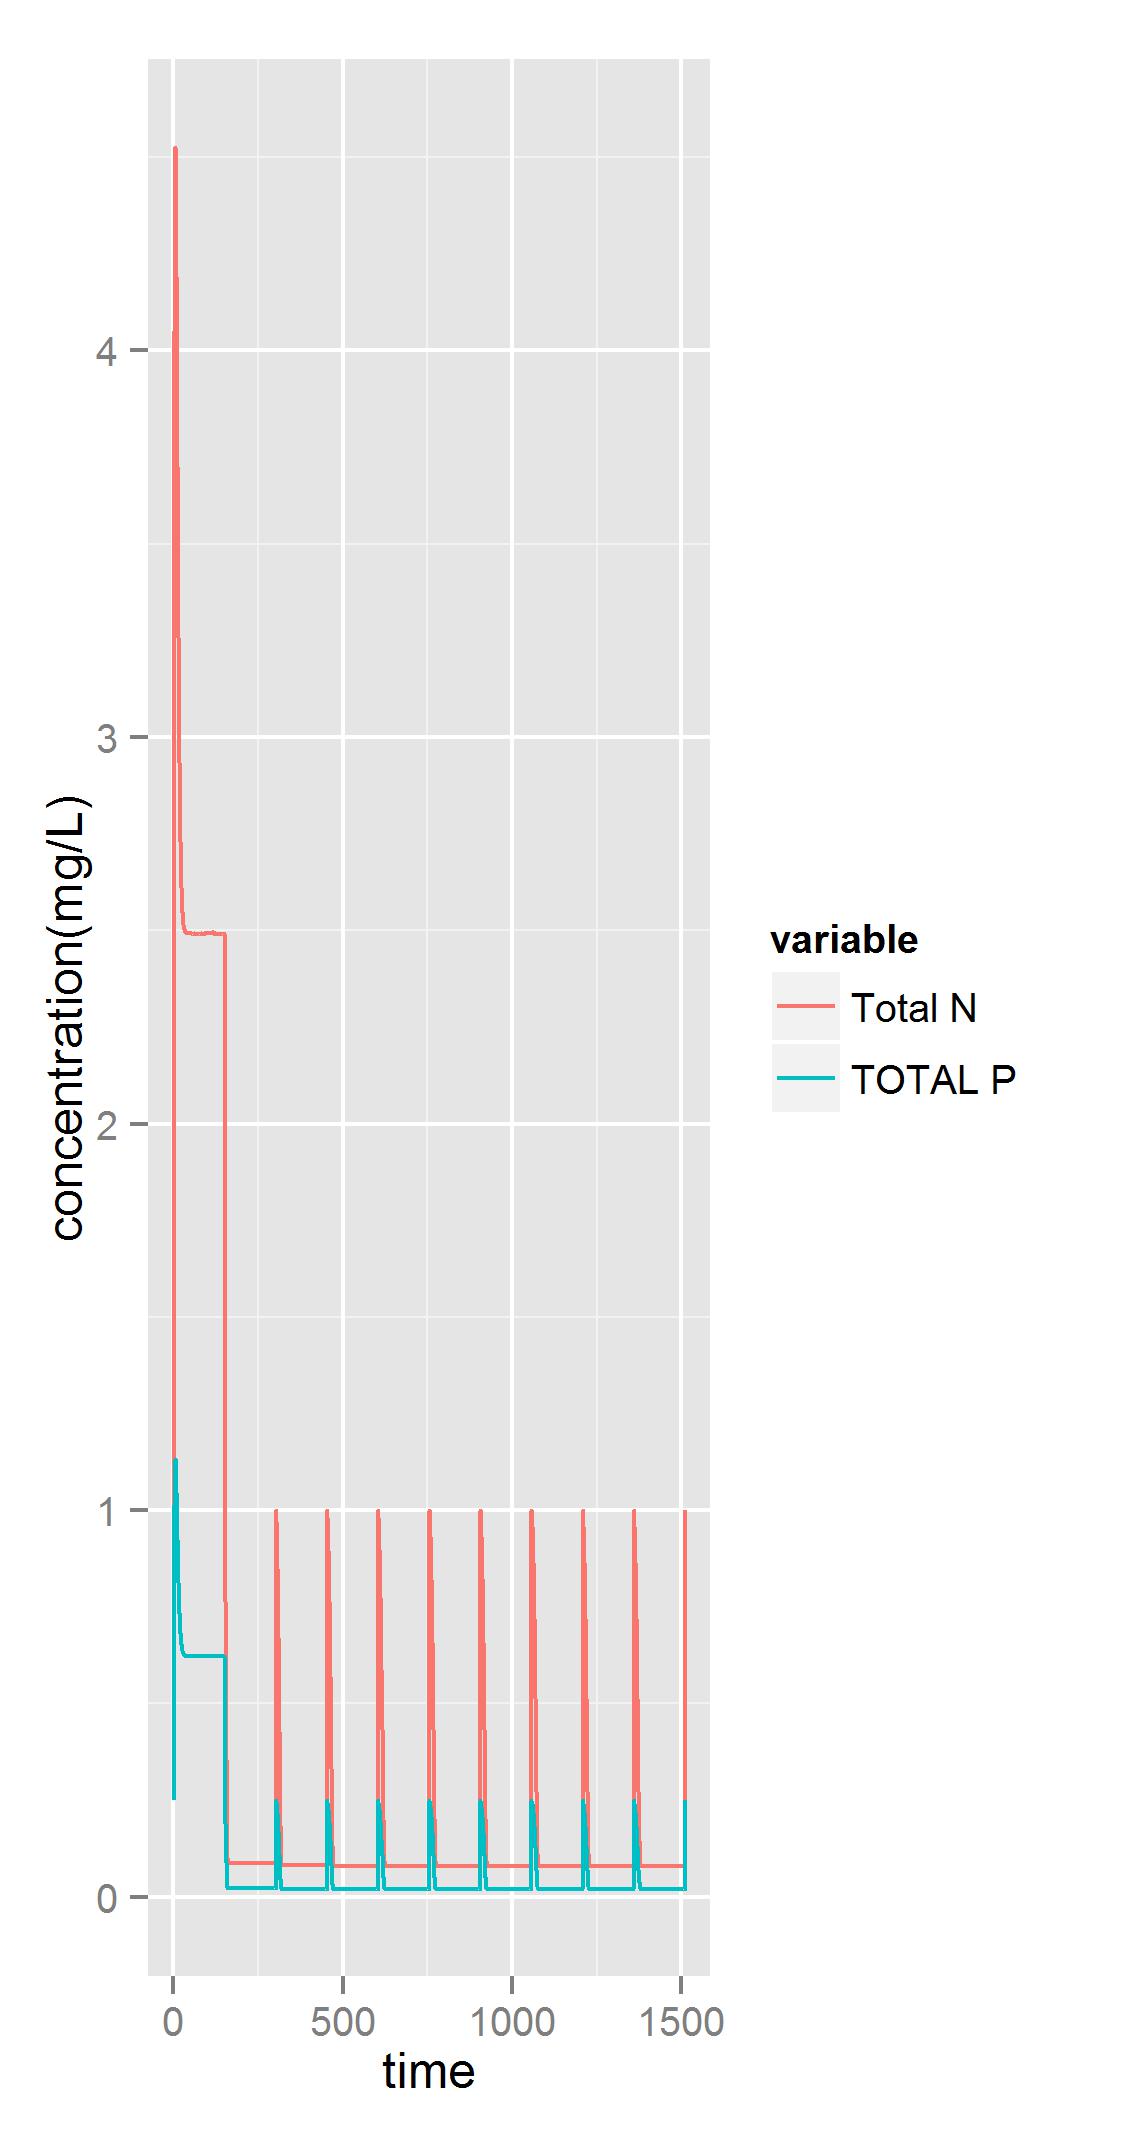 concentration(mg/L)
4
3
2
1
0
0 500 1000 1500
time
variable
Total N
TOTAL P